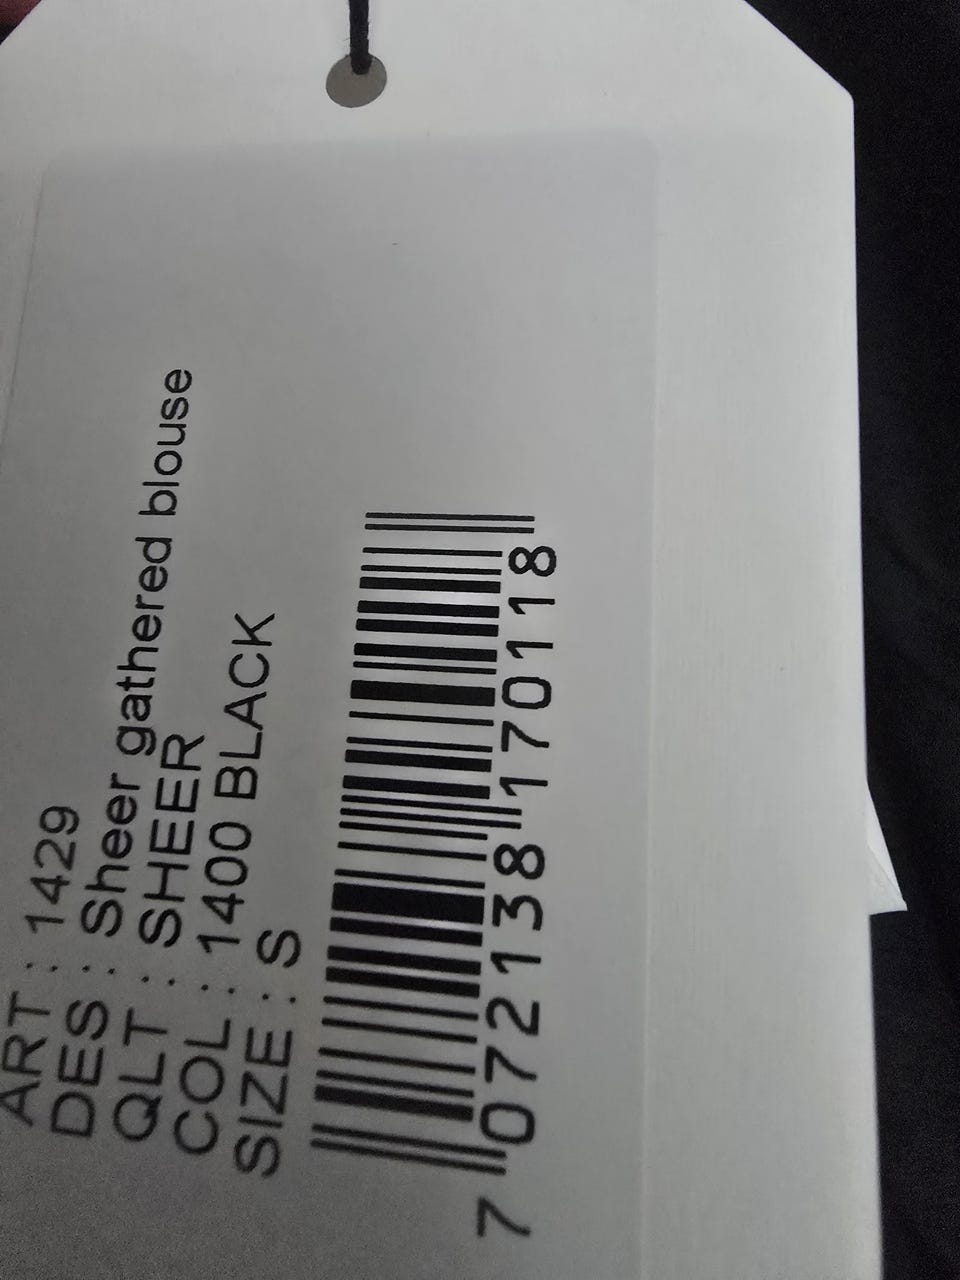 ART : 1429
DES : Sheer gathered blouse
QLT : SHEER
COL : 1400 BLACK
SIZE : S
7 072138 170118